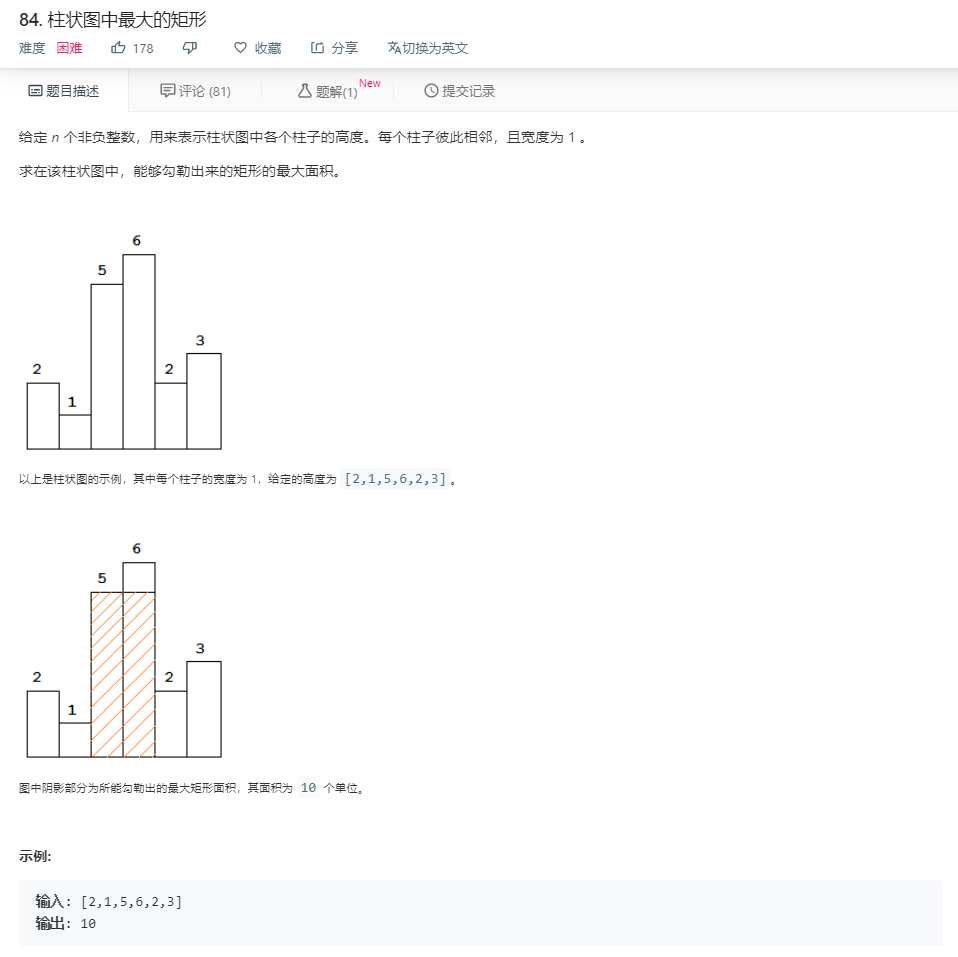 84. 柱状图中最大的矩形
难度 困难 178 收藏 分享 切换为英文
题目描述 评论 (81) 题解(1) New 提交记录
给定 n 个非负整数，用来表示柱状图中各个柱子的高度。每个柱子彼此相邻，且宽度为 1 。
求在该柱状图中，能够勾勒出来的矩形的最大面积。
6
5
3
2 2
1
以上是柱状图的示例，其中每个柱子的宽度为 1，给定的高度为 [2,1,5,6,2,3] 。
6
5
3
2 2
1
图中阴影部分为所能勾勒出的最大矩形面积，其面积为 10 个单位。
示例:
输入: [2,1,5,6,2,3]
输出: 10